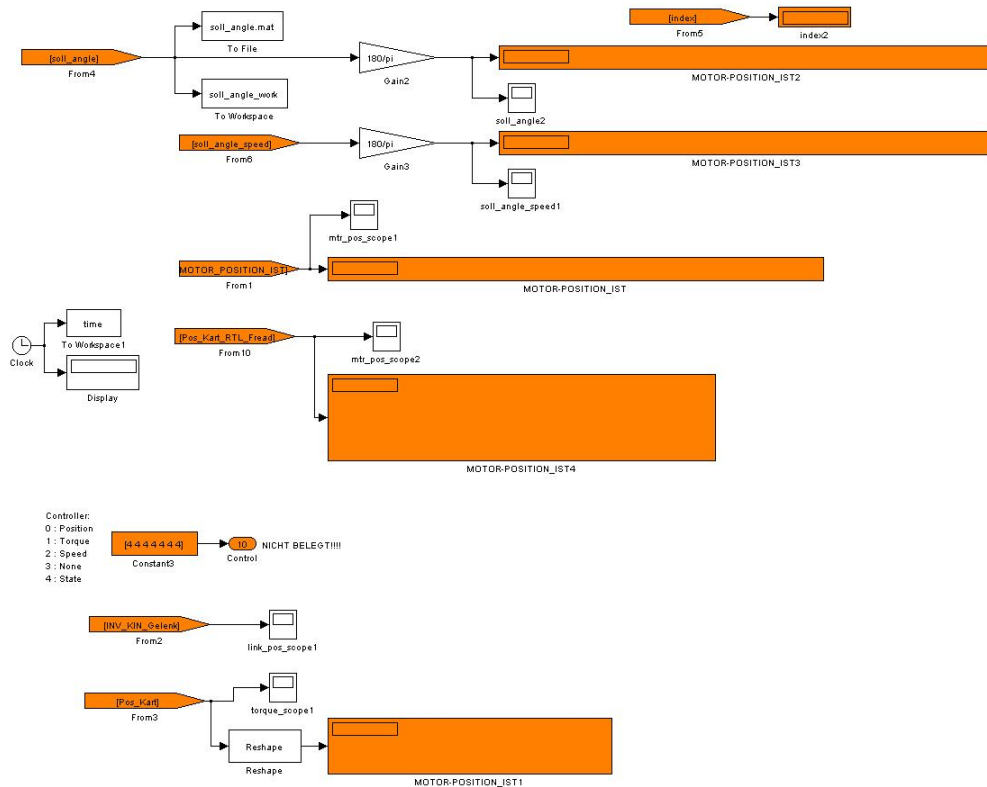 soll_angle.mat
To File
[index]
From5
index2
[soll_angle]
From4
180/pi
Gain2
MOTOR-POSITION_IST2
soll_angle_work
To Workspace
soll_angle2
[soll_angle_speed]
From6
180/pi
Gain3
MOTOR-POSITION_IST3
soll_angle_speed1
mtr_pos_scope1
MOTOR_POSITION_IST]
From1
MOTOR-POSITION_IST
time
To Workspace1
Clock
Display
[Pos_Kart_RTL_Fread]
From10
mtr_pos_scope2
MOTOR-POSITION_IST4
Controller:
0 : Position
1 : Torque
2 : Speed
3 : None
4 : State
[4 4 4 4 4 4 4]
Constant3
10
Control
NICHT BELEGT!!!!
[INV_KIN_Gelenk]
From2
link_pos_scope1
[Pos_Kart]
From3
torque_scope1
Reshape
Reshape
MOTOR-POSITION_IST1